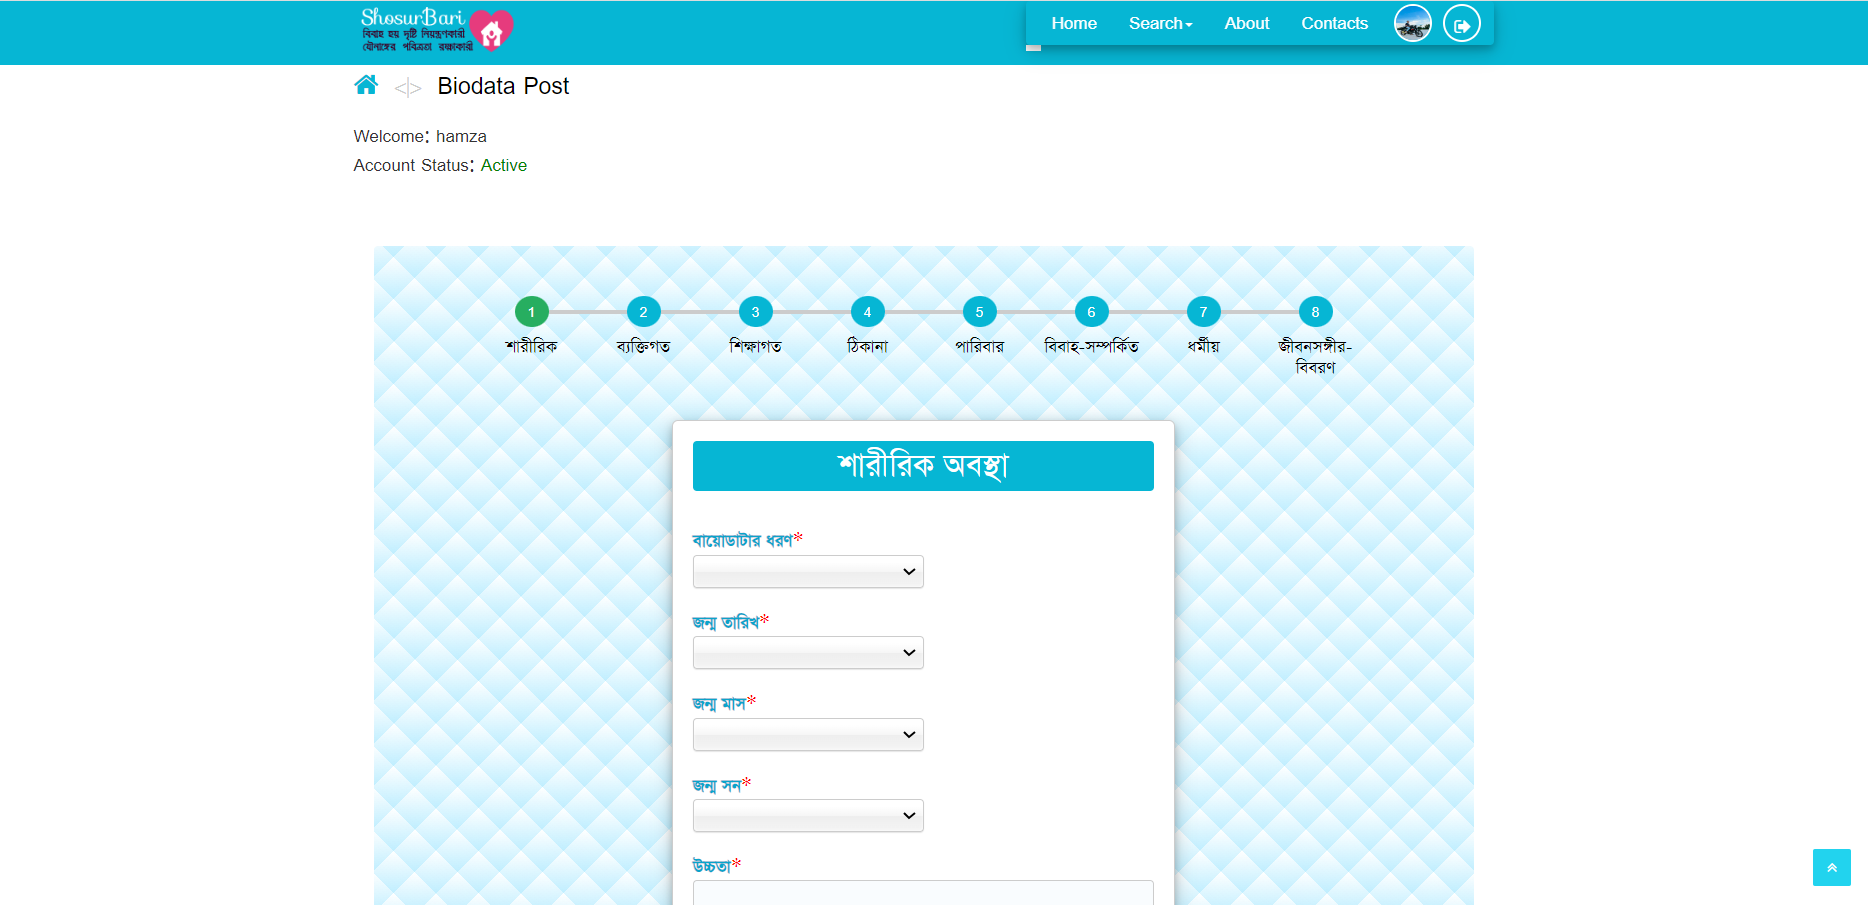 ShosurBari
বিবাহ হয় দৃষ্টি নিয়ন্ত্রণকারী
যৌনাঙ্গের পবিত্রতা রক্ষাকারী
Home Search About Contacts
<|> Biodata Post
Welcome: hamza
Account Status: Active
1 2 3 4 5 6 7 8
শারীরিক ব্যক্তিগত শিক্ষাগত ঠিকানা পারিবার বিবাহ-সম্পর্কিত ধর্মীয় জীবনসঙ্গীর-
বিবরণ
শারীরিক অবস্থা
বায়োডাটার ধরণ*
জন্ম তারিখ*
জন্ম মাস*
জন্ম সন*
উচ্চতা*